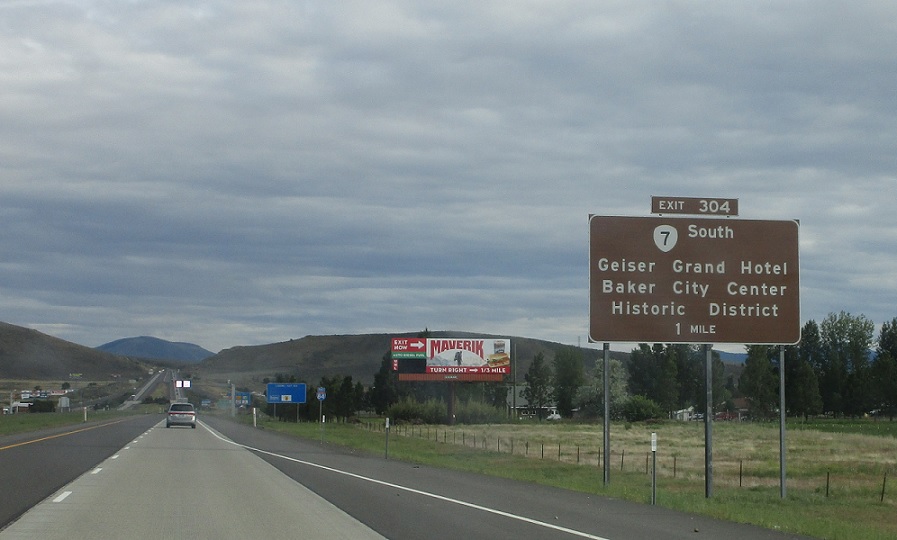 EXIT 304
7 South
Geiser Grand Hotel
Baker City Center
Historic District
1 MILE
EXIT NOW
MAVERIK
TURN RIGHT 1/3 MILE